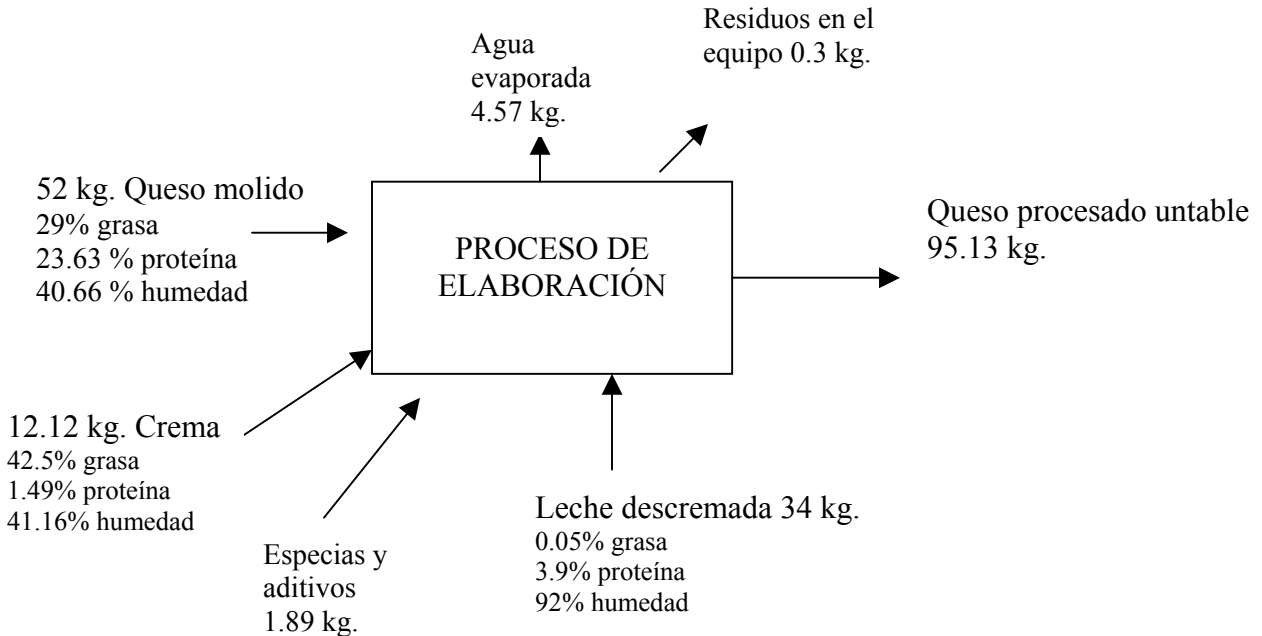 Residuos en el
equipo 0.3 kg.
Agua
evaporada
4.57 kg.
52 kg. Queso molido
29% grasa
23.63 % proteína
40.66 % humedad
PROCESO DE
ELABORACIÓN
Queso procesado untable
95.13 kg.
12.12 kg. Crema
42.5% grasa
1.49% proteína
41.16% humedad
Especias y
aditivos
1.89 kg.
Leche descremada 34 kg.
0.05% grasa
3.9% proteína
92% humedad